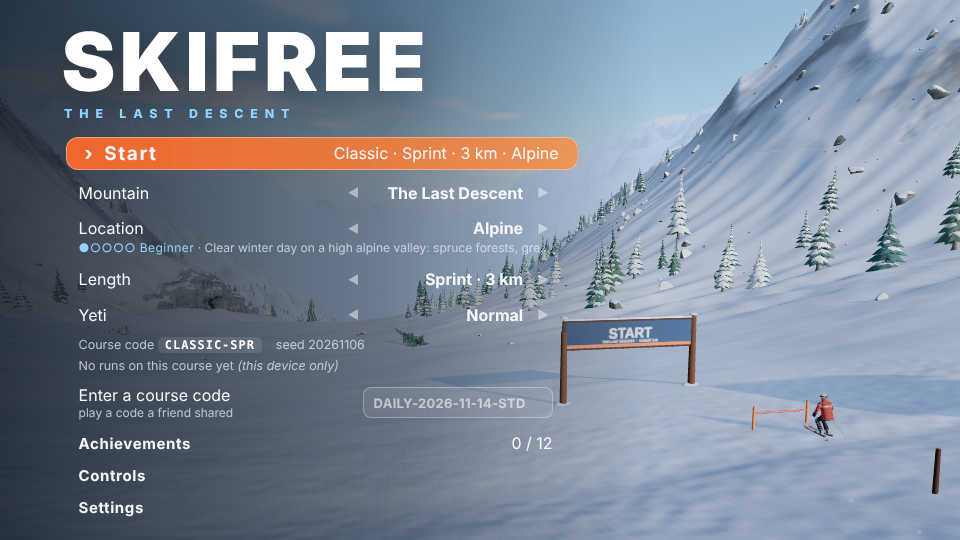 SKIFREE
THE LAST DESCENT
› Start Classic · Sprint · 3 km · Alpine
Mountain ◀ The Last Descent ▶
Location ◀ Alpine ▶
Beginner · Clear winter day on a high alpine valley: spruce forests, gre
Length ◀ Sprint · 3 km ▶
Yeti ◀ Normal ▶
START
Course code CLASSIC-SPR seed 20261106
No runs on this course yet (this device only)
Enter a course code
play a code a friend shared
DAILY-2026-11-14-STD
Achievements 0 / 12
Controls
Settings